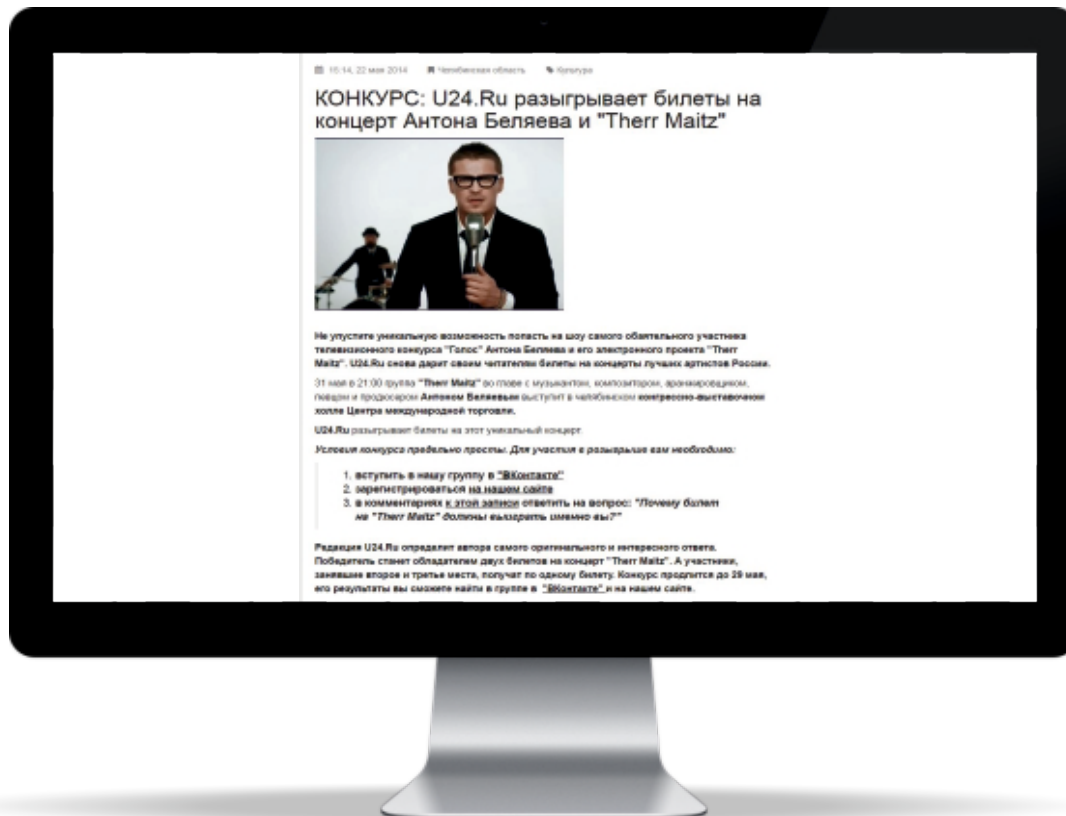 15:14, 22 мая 2014 Челябинская область Культура
КОНКУРС: U24.Ru разыгрывает билеты на
концерт Антона Беляева и "Therr Maitz"
Не упустите уникальную возможность попасть на шоу самого обаятельного участника
телевизионного конкурса "Голос" Антона Беляева и его электронного проекта "Therr
Maitz". U24.Ru снова дарит своим читателям билеты на концерты лучших артистов России.
31 мая в 21:00 группа "Therr Maitz" во главе с музыкантом, композитором, аранжировщиком,
певцом и продюсером Антоном Беляевым выступит в челябинском конгрессно-выставочном
холле Центра международной торговли.
U24.Ru разыгрывает билеты на этот уникальный концерт.
Условия конкурса предельно просты. Для участия в розыгрыше вам необходимо:
1. вступить в нашу группу в "ВКонтакте"
2. зарегистрироваться на нашем сайте
3. в комментариях к этой записи ответить на вопрос: "Почему билет
на "Therr Maitz" должны выиграть именно вы?"
Редакция U24.Ru определит автора самого оригинального и интересного ответа.
Победитель станет обладателем двух билетов на концерт "Therr Maitz". А участники,
занявшие второе и третье места, получат по одному билету. Конкурс продлится до 29 мая,
его результаты вы сможете найти в группе в "ВКонтакте" и на нашем сайте.